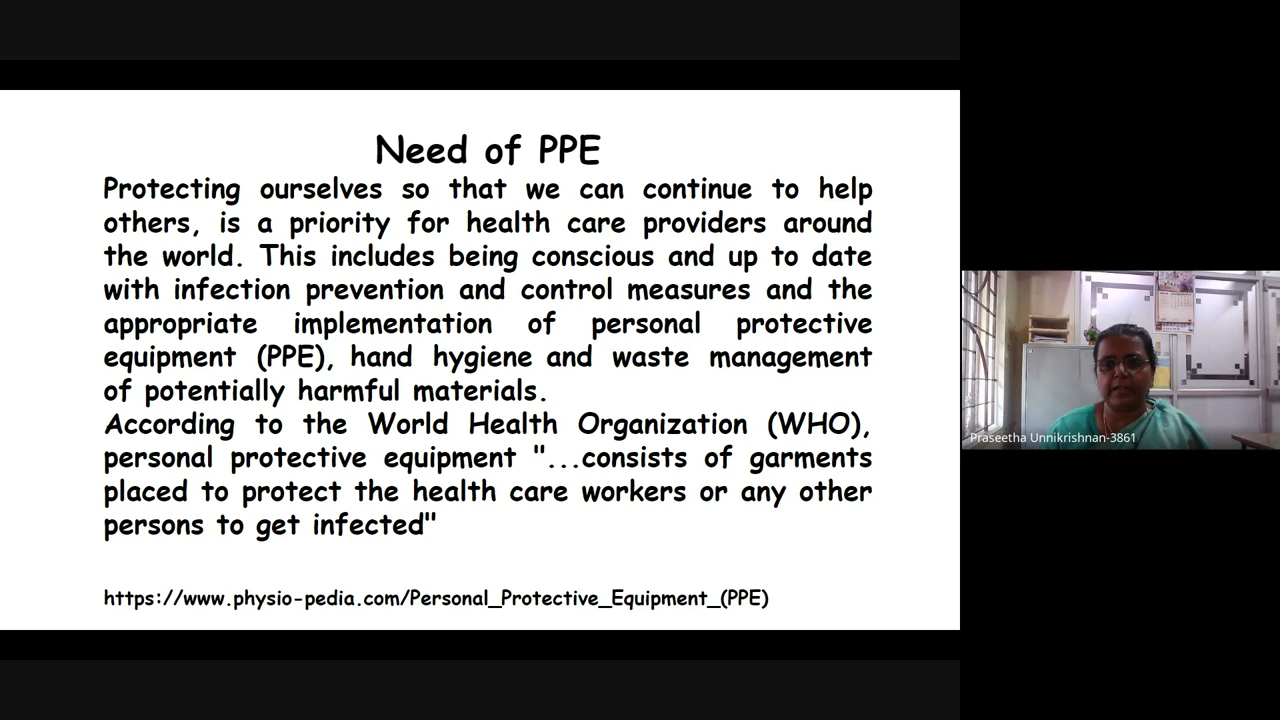 Need of PPE
Protecting ourselves so that we can continue to help
others, is a priority for health care providers around
the world. This includes being conscious and up to date
with infection prevention and control measures and the
appropriate implementation of personal protective
equipment (PPE), hand hygiene and waste management
of potentially harmful materials.
According to the World Health Organization (WHO),
personal protective equipment "...consists of garments
placed to protect the health care workers or any other
persons to get infected"
https://www.physio-pedia.com/Personal_Protective_Equipment_(PPE)
Praseetha Unnikrishnan-3861